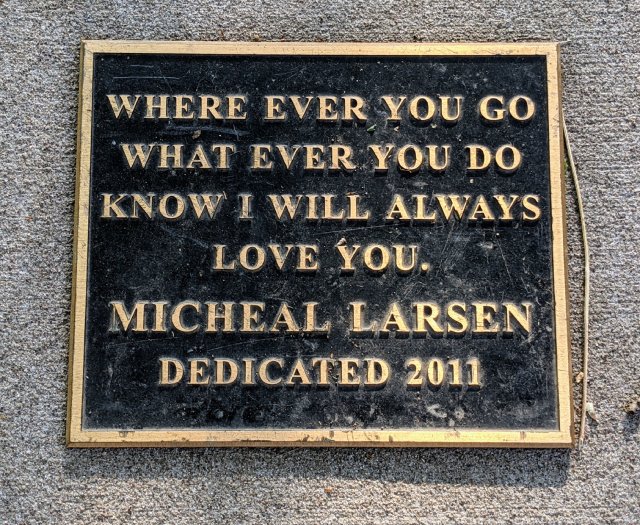 WHERE EVER YOU GO
WHAT EVER YOU DO
KNOW I WILL ALWAYS
LOVE YOU.
MICHEAL LARSEN
DEDICATED 2011